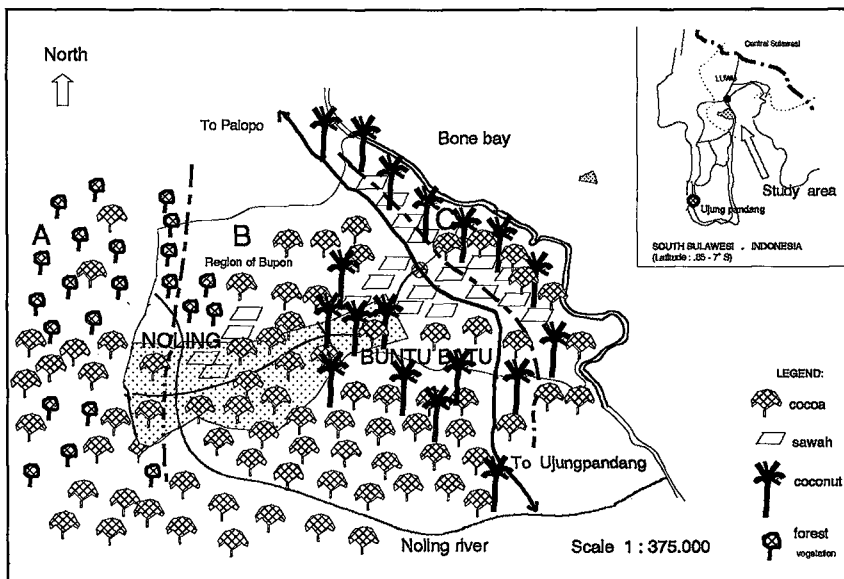 North
To Palopo
Bone bay
A
B
C
Region of Bupon
NOLING
BUNTU BATU
To Ujungpandang
Noling river
Scale 1 : 375.000
Central Sulawesi
LUWU
Study area
Ujung pandang
SOUTH SULAWESI . INDONESIA
(Latitude : .85 - 7° S)
LEGEND:
cocoa
sawah
coconut
forest
vegetation